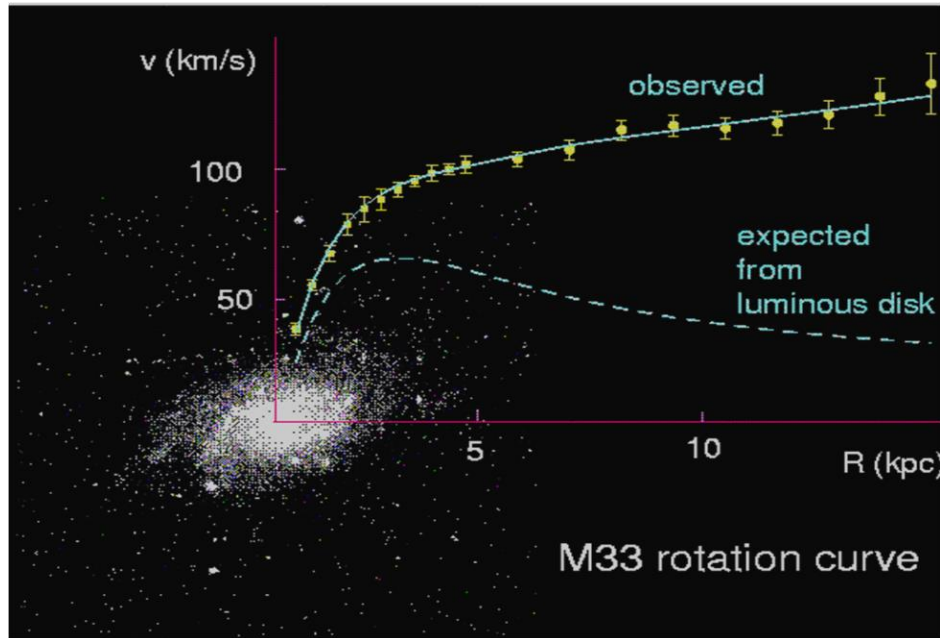 v (km/s)
observed
100
expected
from
luminous disk
50
5
10
R (kpc)
M33 rotation curve